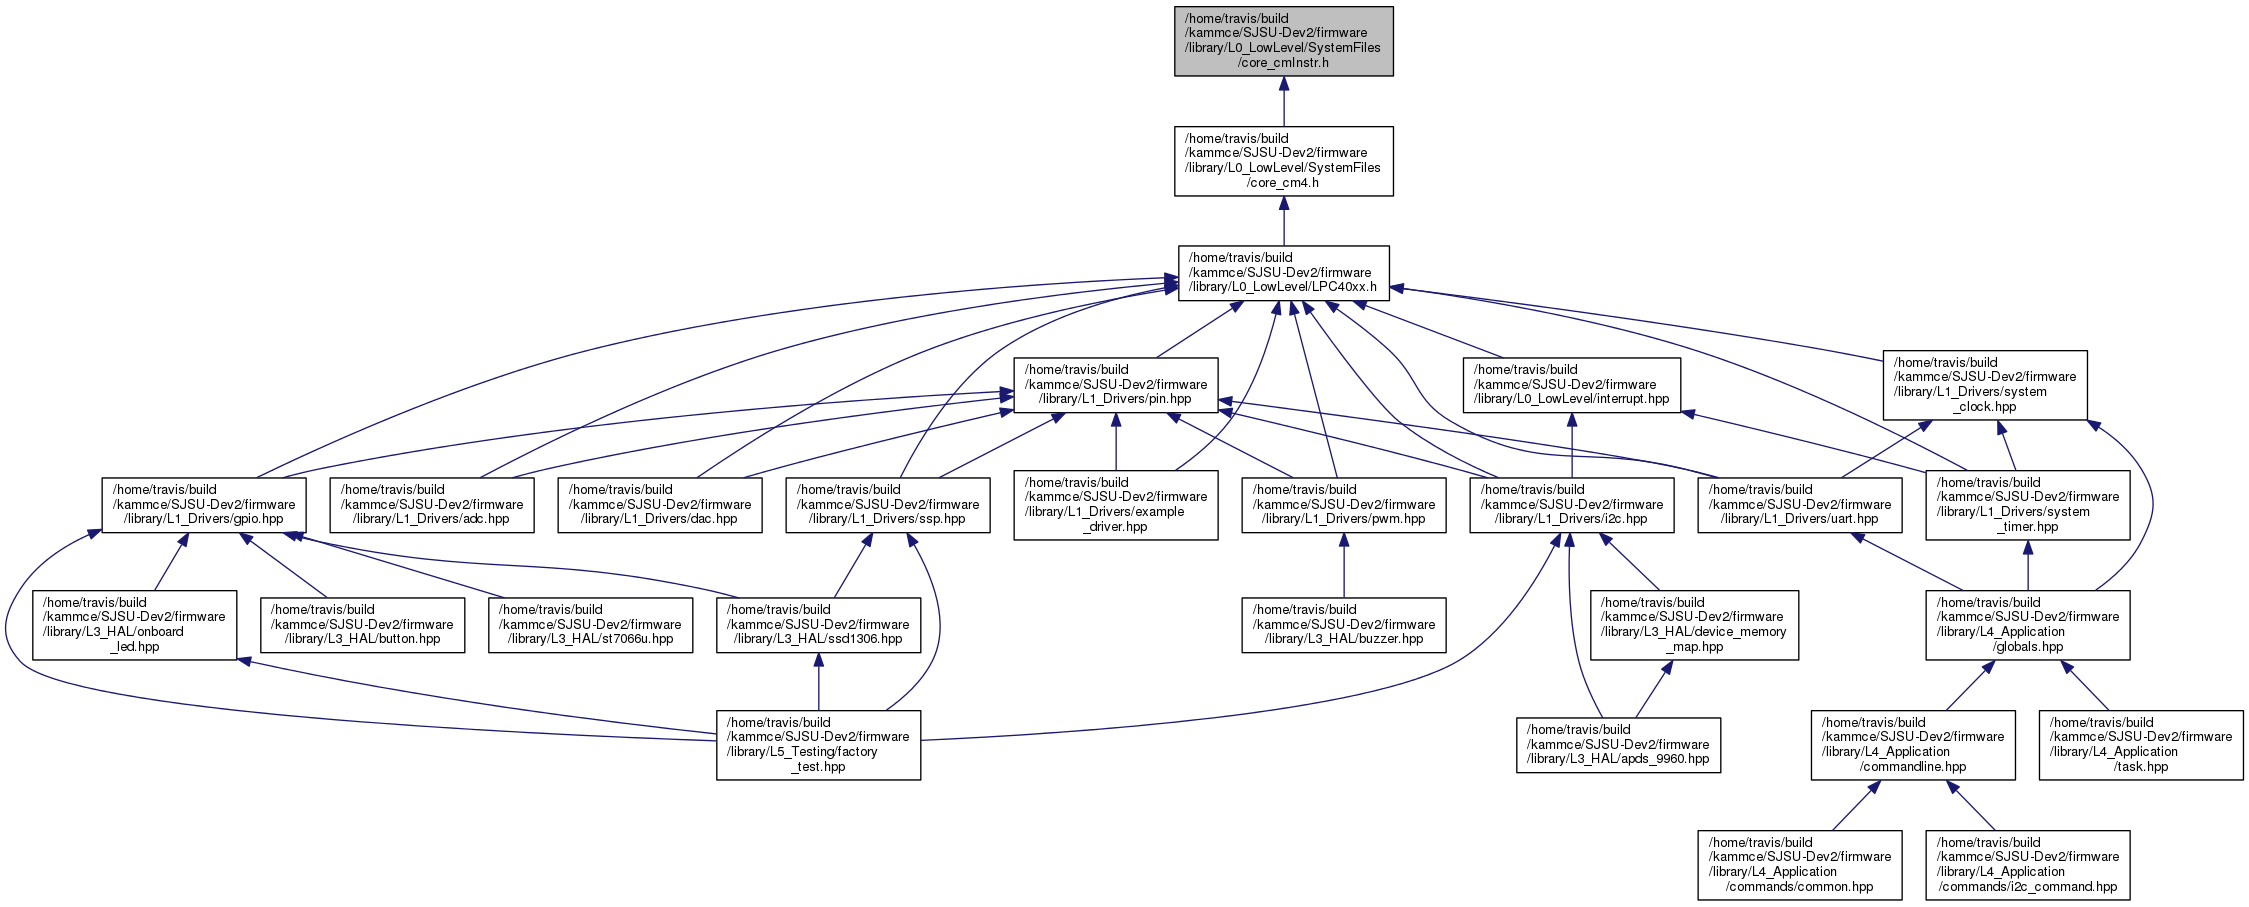 /home/travis/build
/kammce/SJSU-Dev2/firmware
/library/L0_LowLevel/SystemFiles
/core_cmInstr.h
/home/travis/build
/kammce/SJSU-Dev2/firmware
/library/L0_LowLevel/SystemFiles
/core_cm4.h
/home/travis/build
/kammce/SJSU-Dev2/firmware
/library/L0_LowLevel/LPC40xx.h
/home/travis/build
/kammce/SJSU-Dev2/firmware
/library/L1_Drivers/pin.hpp
/home/travis/build
/kammce/SJSU-Dev2/firmware
/library/L0_LowLevel/interrupt.hpp
/home/travis/build
/kammce/SJSU-Dev2/firmware
/library/L1_Drivers/system
_clock.hpp
/home/travis/build
/kammce/SJSU-Dev2/firmware
/library/L1_Drivers/gpio.hpp
/home/travis/build
/kammce/SJSU-Dev2/firmware
/library/L1_Drivers/adc.hpp
/home/travis/build
/kammce/SJSU-Dev2/firmware
/library/L1_Drivers/dac.hpp
/home/travis/build
/kammce/SJSU-Dev2/firmware
/library/L1_Drivers/ssp.hpp
/home/travis/build
/kammce/SJSU-Dev2/firmware
/library/L1_Drivers/example
_driver.hpp
/home/travis/build
/kammce/SJSU-Dev2/firmware
/library/L1_Drivers/pwm.hpp
/home/travis/build
/kammce/SJSU-Dev2/firmware
/library/L1_Drivers/i2c.hpp
/home/travis/build
/kammce/SJSU-Dev2/firmware
/library/L1_Drivers/uart.hpp
/home/travis/build
/kammce/SJSU-Dev2/firmware
/library/L1_Drivers/system
_timer.hpp
/home/travis/build
/kammce/SJSU-Dev2/firmware
/library/L3_HAL/onboard
_led.hpp
/home/travis/build
/kammce/SJSU-Dev2/firmware
/library/L3_HAL/button.hpp
/home/travis/build
/kammce/SJSU-Dev2/firmware
/library/L3_HAL/st7066u.hpp
/home/travis/build
/kammce/SJSU-Dev2/firmware
/library/L3_HAL/ssd1306.hpp
/home/travis/build
/kammce/SJSU-Dev2/firmware
/library/L3_HAL/buzzer.hpp
/home/travis/build
/kammce/SJSU-Dev2/firmware
/library/L3_HAL/device_memory
_map.hpp
/home/travis/build
/kammce/SJSU-Dev2/firmware
/library/L4_Application
/globals.hpp
/home/travis/build
/kammce/SJSU-Dev2/firmware
/library/L5_Testing/factory
_test.hpp
/home/travis/build
/kammce/SJSU-Dev2/firmware
/library/L3_HAL/apds_9960.hpp
/home/travis/build
/kammce/SJSU-Dev2/firmware
/library/L4_Application
/commandline.hpp
/home/travis/build
/kammce/SJSU-Dev2/firmware
/library/L4_Application
/task.hpp
/home/travis/build
/kammce/SJSU-Dev2/firmware
/library/L4_Application
/commands/common.hpp
/home/travis/build
/kammce/SJSU-Dev2/firmware
/library/L4_Application
/commands/i2c_command.hpp